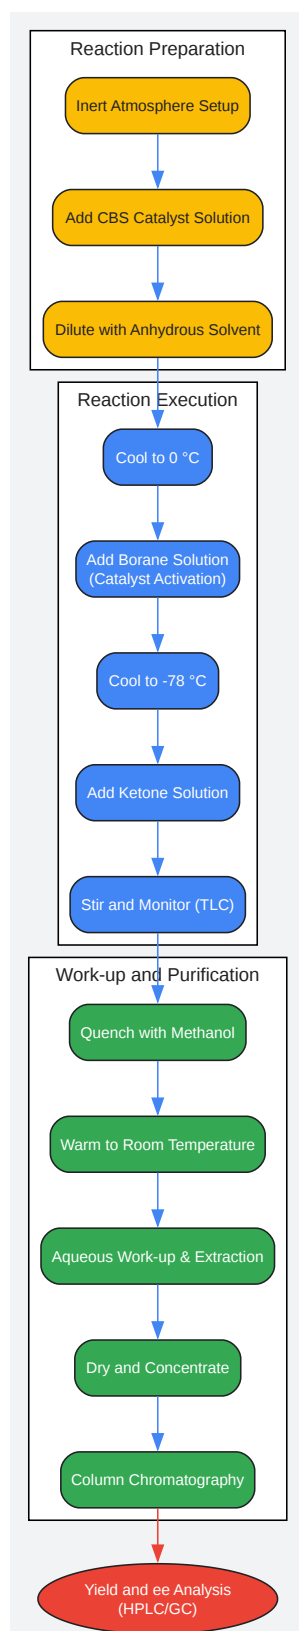 Reaction Preparation
Inert Atmosphere Setup
Add CBS Catalyst Solution
Dilute with Anhydrous Solvent
Reaction Execution
Cool to 0 °C
Add Borane Solution
(Catalyst Activation)
Cool to -78 °C
Add Ketone Solution
Stir and Monitor (TLC)
Work-up and Purification
Quench with Methanol
Warm to Room Temperature
Aqueous Work-up & Extraction
Dry and Concentrate
Column Chromatography
Yield and ee Analysis
(HPLC/GC)